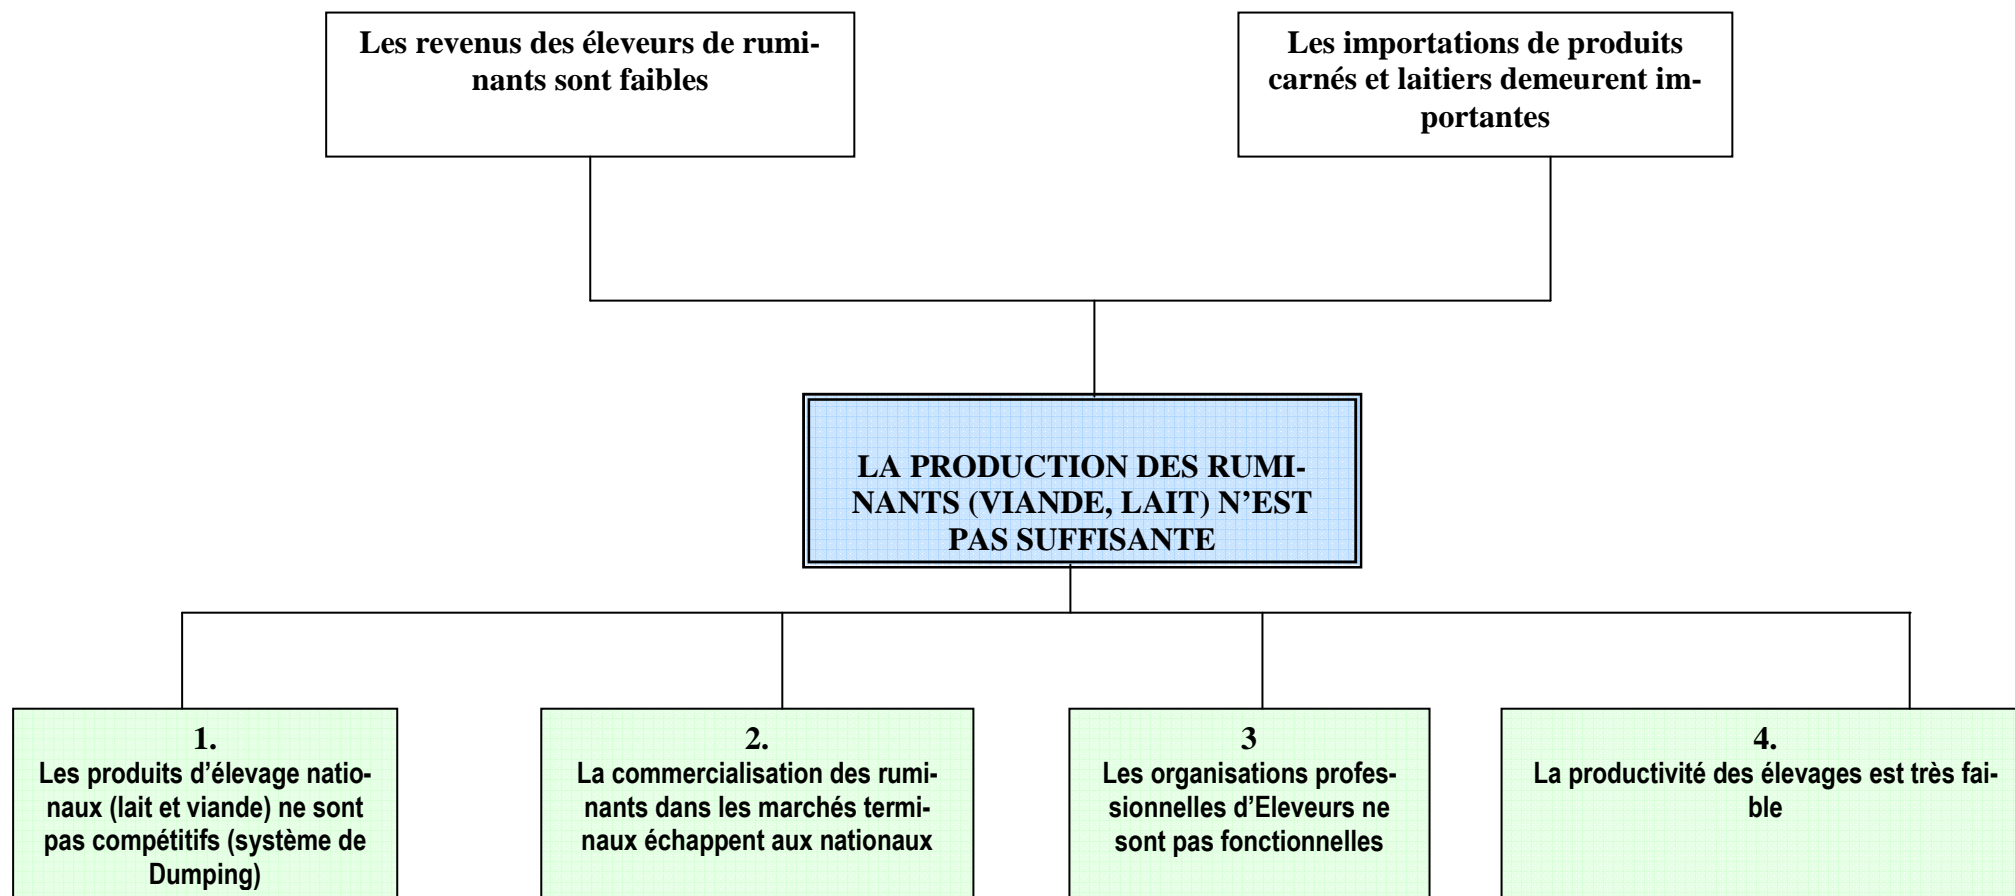 Les revenus des éleveurs de rumi-
nants sont faibles
Les importations de produits
carnés et laitiers demeurent im-
portantes
LA PRODUCTION DES RUMI-
NANTS (VIANDE, LAIT) N’EST
PAS SUFFISANTE
1.
Les produits d’élevage natio-
naux (lait et viande) ne sont
pas compétitifs (système de
Dumping)
2.
La commercialisation des rumi-
nants dans les marchés termi-
naux échappent aux nationaux
3
Les organisations profes-
sionnelles d’Eleveurs ne
sont pas fonctionnelles
4.
La productivité des élevages est très fai-
ble